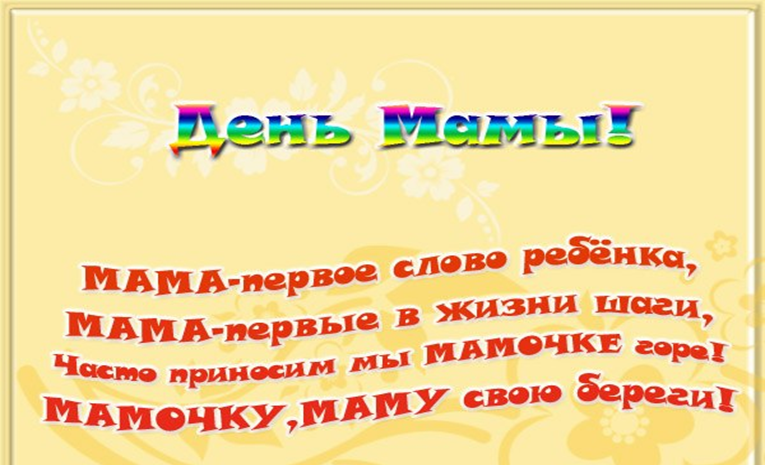 День Мамы!
МАМА-первое слово ребёнка,
МАМА-первые в жизни шаги,
Часто приносим мы МАМОЧКЕ горе!
МАМОЧКУ,МАМУ свою береги!